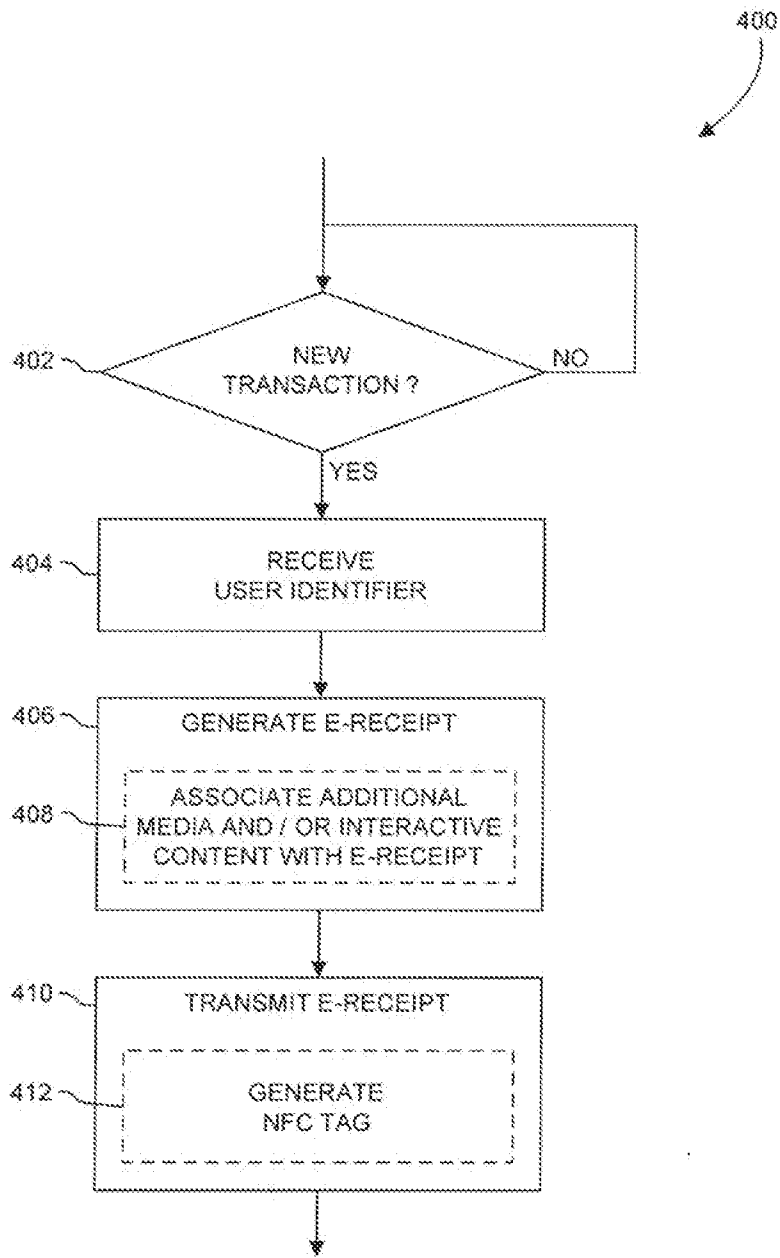 400
402
NEW
TRANSACTION ?
NO
YES
404
RECEIVE
USER IDENTIFIER
406
GENERATE E-RECEIPT
408
ASSOCIATE ADDITIONAL
MEDIA AND / OR INTERACTIVE
CONTENT WITH E-RECEIPT
410
TRANSMIT E-RECEIPT
412
GENERATE
NFC TAG